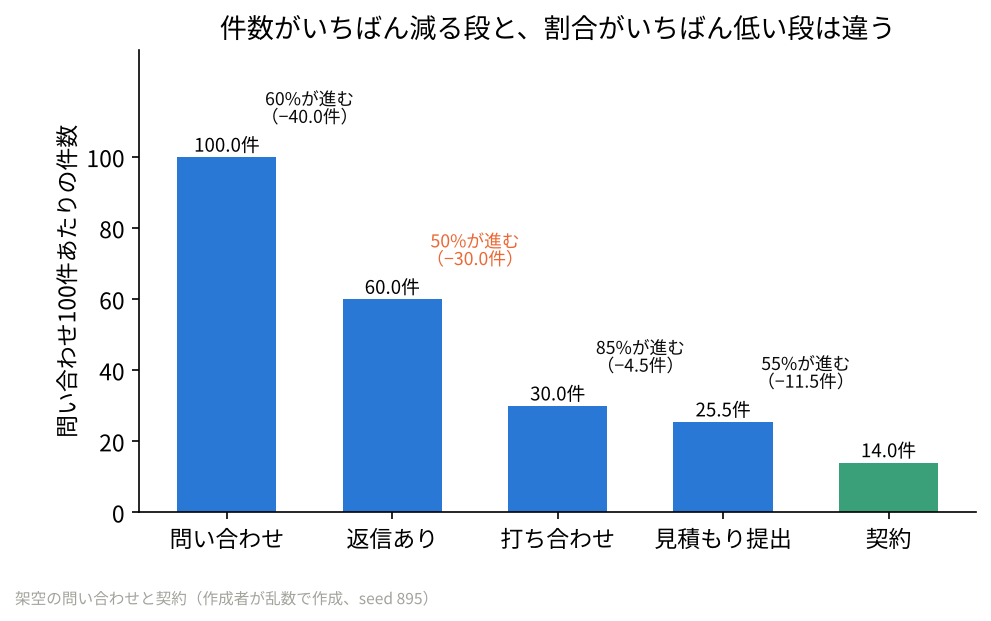 件数がいちばん減る段と、割合がいちばん低い段は違う
問い合わせ100件あたりの件数
100
80
60
40
20
0
60%が進む
(−40.0件)
100.0件
50%が進む
(−30.0件)
60.0件
85%が進む
(−4.5件)
30.0件
55%が進む
(−11.5件)
25.5件
14.0件
問い合わせ
返信あり
打ち合わせ
見積もり提出
契約
架空の問い合わせと契約（作成者が乱数で作成、seed 895）